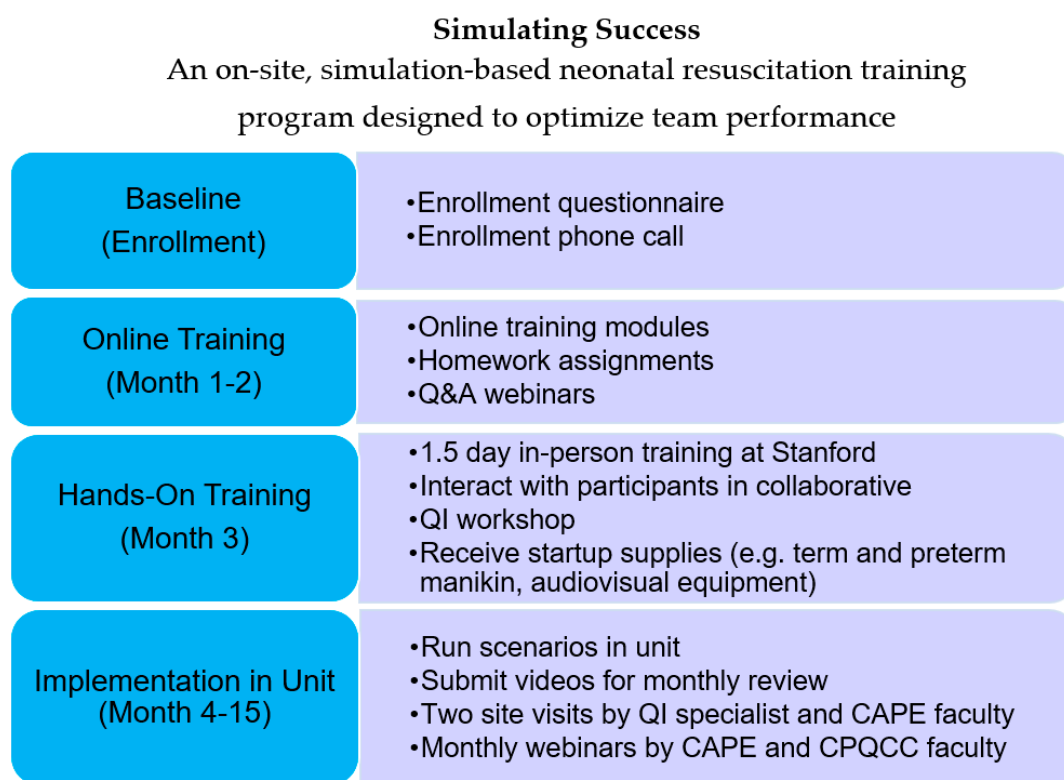 Simulating Success
An on-site, simulation-based neonatal resuscitation training
program designed to optimize team performance
Baseline
(Enrollment)
•Enrollment questionnaire
•Enrollment phone call
Online Training
(Month 1-2)
•Online training modules
•Homework assignments
•Q&A webinars
Hands-On Training
(Month 3)
•1.5 day in-person training at Stanford
•Interact with participants in collaborative
•QI workshop
•Receive startup supplies (e.g. term and preterm
manikin, audiovisual equipment)
Implementation in Unit
(Month 4-15)
•Run scenarios in unit
•Submit videos for monthly review
•Two site visits by QI specialist and CAPE faculty
•Monthly webinars by CAPE and CPQCC faculty